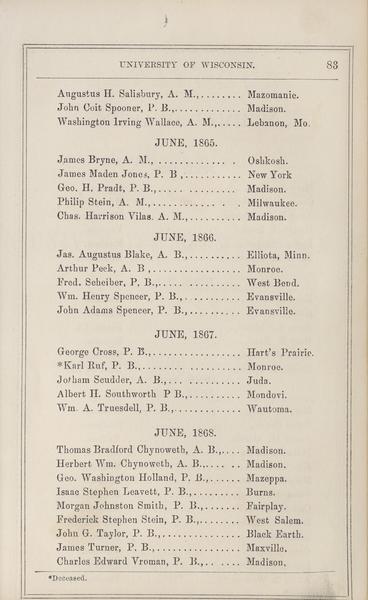 UNIVERSITY OF WISCONSIN. 83
Augustus H. Salisbury, A. M.,........ Mazomanie.
John Coit Spooner, P. B.,............. Madison.
Washington Irving Wallace, A. M.,..... Lebanon, Mo.
JUNE, 1865.
James Bryne, A. M., ............. . Oshkosh.
James Maden Jones, P. B ,........... New York
Geo. H. Pradt, P. B.,..... ......... Madison.
Philip Stein, A. M.,............ . . Milwaukee.
Chas. Harrison Vilas. A. M.,.......... Madison.
JUNE, 1866.
Jas. Augustus Blake, A. B.,.......... Elliota, Minn.
Arthur Peck, A. B ,................. Monroe.
Fred. Scheiber, P. B.,..... .......... West Bend.
Wm. Henry Spencer, P. B.,. ......... Evansville.
John Adams Spencer, P. B.,.......... Evansville.
JUNE, 1867.
George Cross, P. B.,................. Hart's Prairie.
*Karl Ruf, P. B.,........ .......... Monroe.
Jotham Scudder, A. B.,... .......... Juda.
Albert H. Southworth P B.,.......... Mondovi.
Wm. A. Truesdell, P. B.,............. Wautoma.
JUNE, 1868.
Thomas Bradford Chynoweth, A. B.,.... Madison.
Herbert Wm. Chynoweth, A. B.,.... .. Madison.
Geo. Washington Holland, P. B.,...... Mazeppa.
Isaac Stephen Leavett, P. B.,......... Burns.
Morgan Johnston Smith, P. B.,....... Fairplay.
Frederick Stephen Stein, P. B.,....... West Salem.
John G. Taylor, P. B.,............... Black Earth.
James Turner, P. B.,................ Maxville.
Charles Edward Vroman, P. B.,.. .... Madison.
*Deceased.